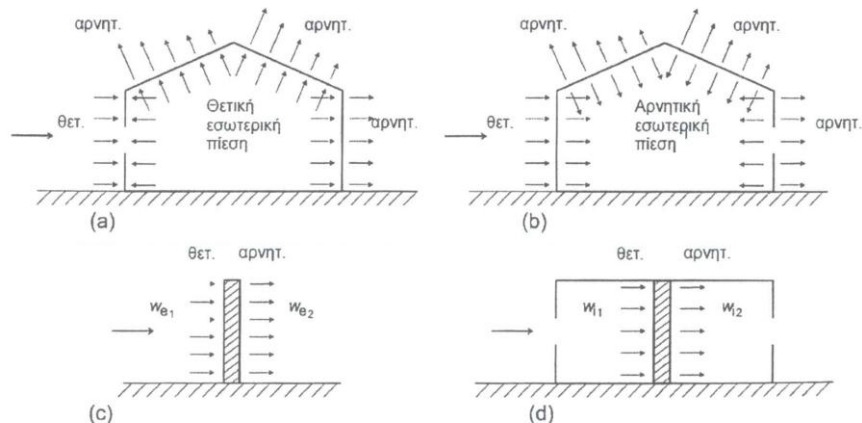 αρνητ. αρνητ.
θετ.
Θετική
εσωτερική
πίεση
αρνητ.
(a)
αρνητ. αρνητ.
θετ.
Αρνητική
εσωτερική
πίεση
αρνητ.
(b)
θετ. αρνητ.
we1 we2
(c)
θετ. αρνητ.
wi1 wi2
(d)